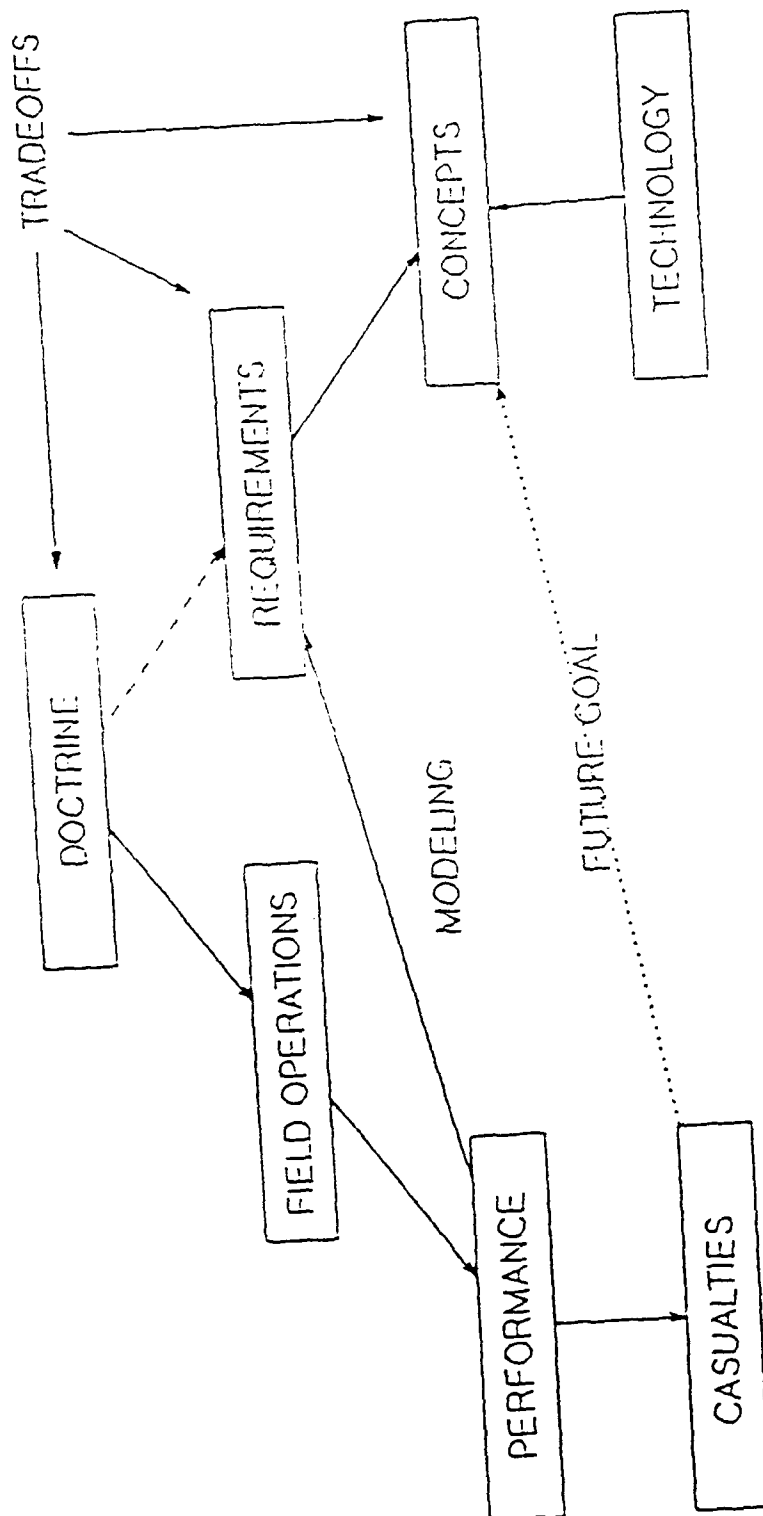 TRADEOFFS
DOCTRINE
FIELD OPERATIONS
REQUIREMENTS
MODELING
PERFORMANCE
CONCEPTS
FUTURE GOAL
CASUALTIES
TECHNOLOGY